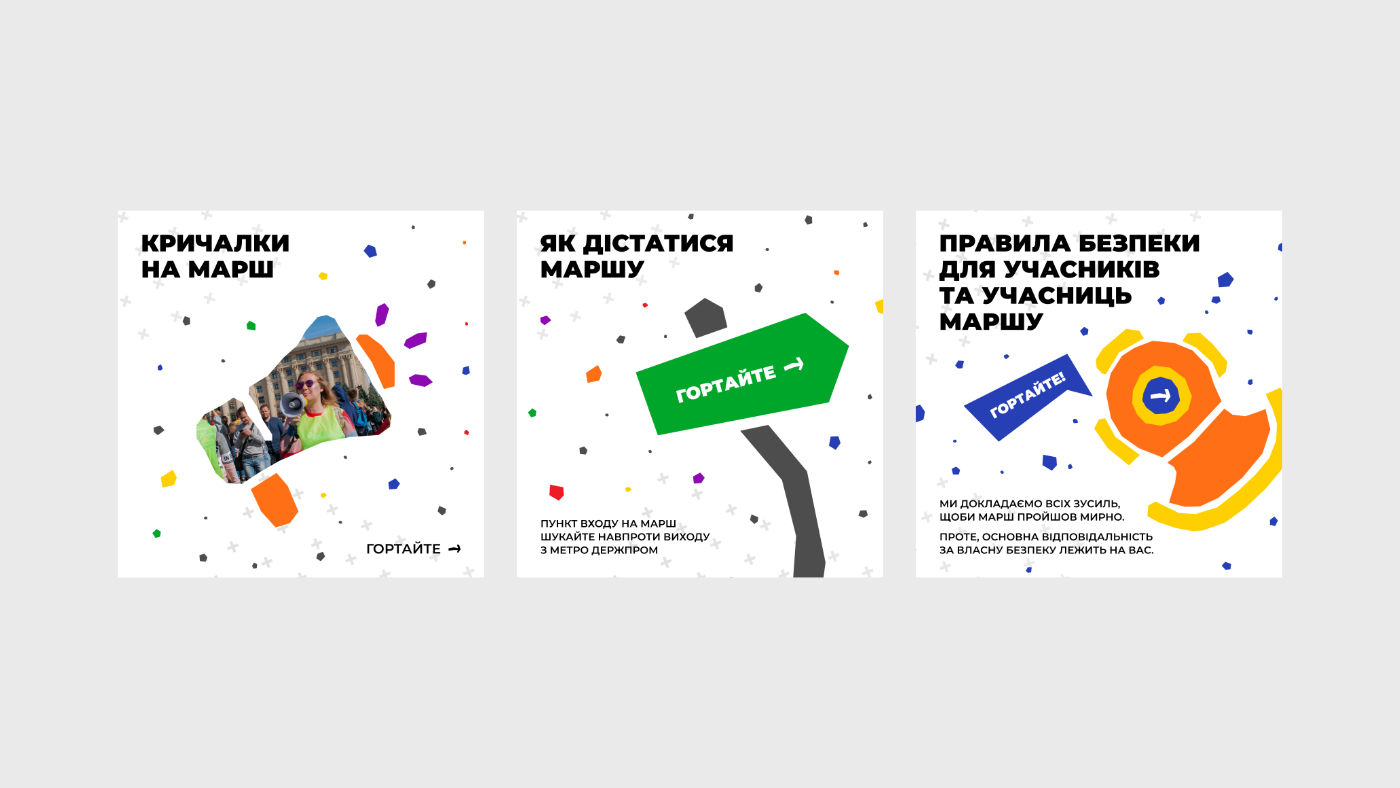 КРИЧАЛКИ
НА МАРШ
ГОРТАЙТЕ
ЯК ДІСТАТИСЯ
МАРШУ
ГОРТАЙТЕ
ПУНКТ ВХОДУ НА МАРШ
ШУКАЙТЕ НАВПРОТИ ВИХОДУ
З МЕТРО ДЕРЖПРОМ
ПРАВИЛА БЕЗПЕКИ
ДЛЯ УЧАСНИКІВ
ТА УЧАСНИЦЬ
МАРШУ
ГОРТАЙТЕ!
МИ ДОКЛАДАЄМО ВСІХ ЗУСИЛЬ,
ЩОБИ МАРШ ПРОЙШОВ МИРНО.
ПРОТЕ, ОСНОВНА ВІДПОВІДАЛЬНІСТЬ
ЗА ВЛАСНУ БЕЗПЕКУ ЛЕЖИТЬ НА ВАС.